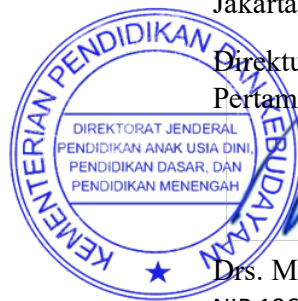 Jakarta
Direktu
Pertam
KEMENTERIAN PENDIDIKAN DAN KEBUDAYAAN
DIREKTORAT JENDERAL
PENDIDIKAN ANAK USIA DINI,
PENDIDIKAN DASAR, DAN
PENDIDIKAN MENENGAH
Drs. M